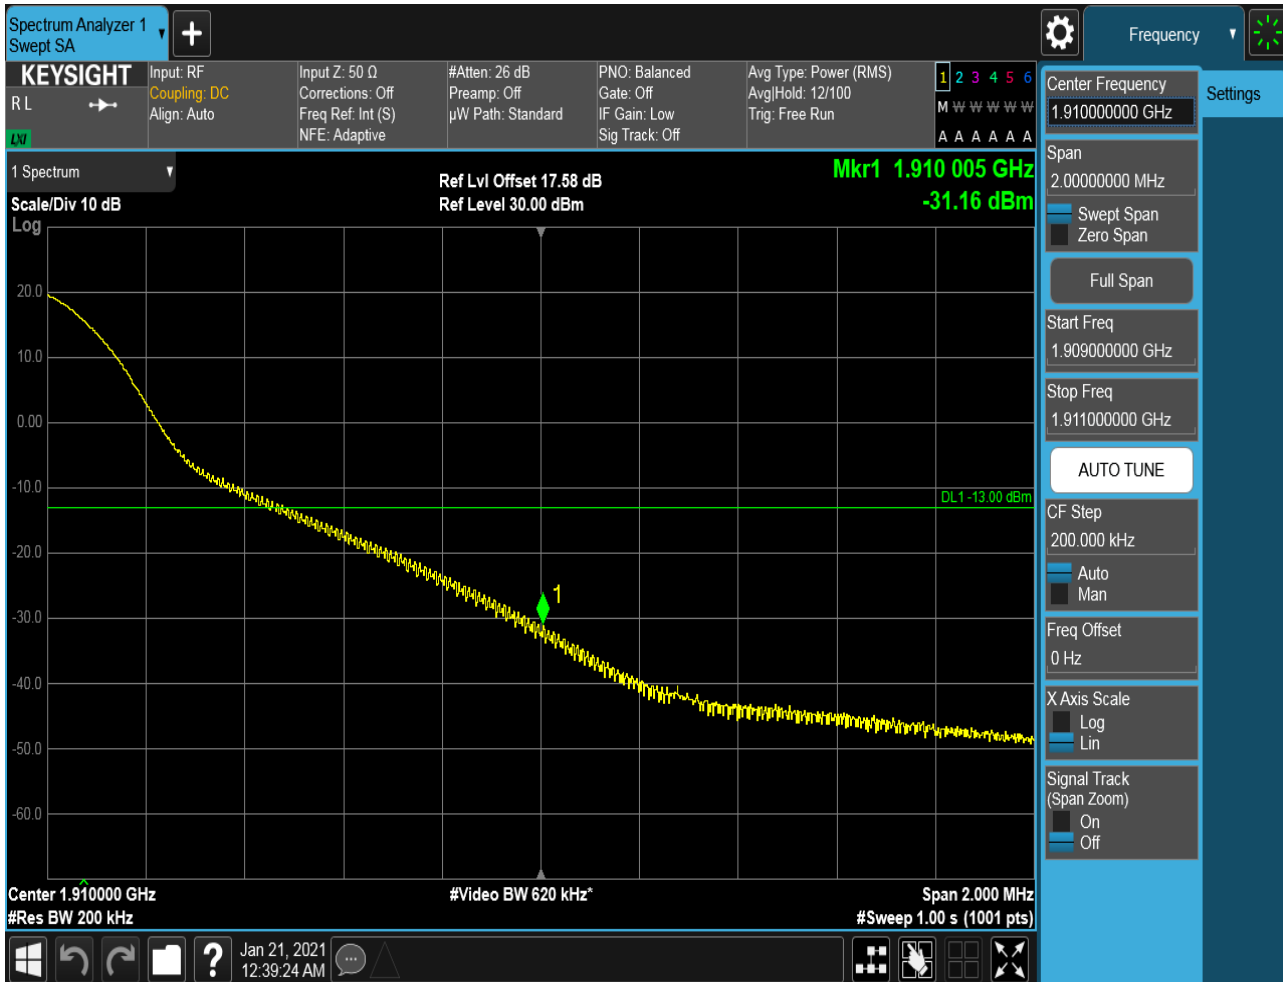 Spectrum Analyzer 1
Swept SA
+
Frequency
KEYSIGHT
R L
LXI
Input: RF
Coupling: DC
Align: Auto
Input Z: 50 Ω
Corrections: Off
Freq Ref: Int (S)
NFE: Adaptive
#Atten: 26 dB
Preamp: Off
µW Path: Standard
PNO: Balanced
Gate: Off
IF Gain: Low
Sig Track: Off
Avg Type: Power (RMS)
Avg|Hold: 12/100
Trig: Free Run
1 2 3 4 5 6
M W W W W W
A A A A A A
1 Spectrum
Scale/Div 10 dB
Log
Ref Lvl Offset 17.58 dB
Ref Level 30.00 dBm
Mkr1 1.910 005 GHz
-31.16 dBm
20.0
10.0
0.00
-10.0
DL1 -13.00 dBm
-20.0
1
-30.0
-40.0
-50.0
-60.0
Center 1.910000 GHz
#Res BW 200 kHz
#Video BW 620 kHz*
Span 2.000 MHz
#Sweep 1.00 s (1001 pts)
Center Frequency
1.910000000 GHz
Settings
Span
2.00000000 MHz
Swept Span
Zero Span
Full Span
Start Freq
1.909000000 GHz
Stop Freq
1.911000000 GHz
AUTO TUNE
CF Step
200.000 kHz
Auto
Man
Freq Offset
0 Hz
X Axis Scale
Log
Lin
Signal Track
(Span Zoom)
On
Off
?
Jan 21, 2021
12:39:24 AM